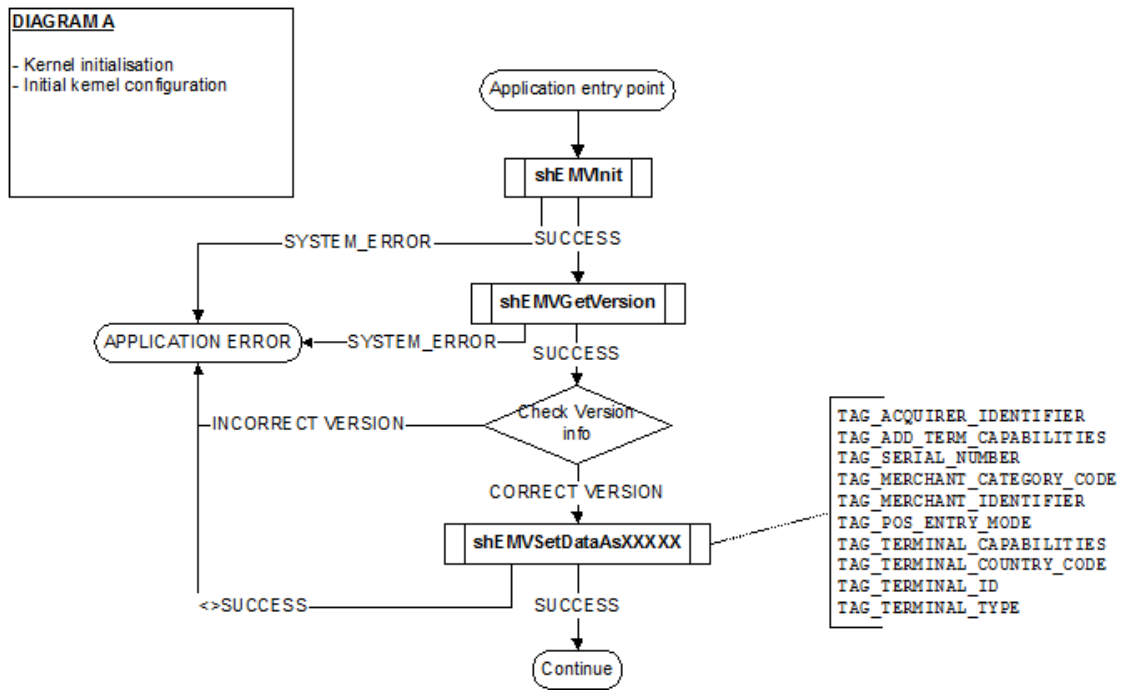 DIAGRAM A
- Kernel initialisation
- Initial kernel configuration
Application entry point
shEMVInit
SYSTEM_ERROR
SUCCESS
shEMVGetVersion
APPLICATION ERROR
SYSTEM_ERROR
SUCCESS
Check Version
info
INCORRECT VERSION
CORRECT VERSION
shEMVSetDataAsXXXXX
TAG_ACQUIRER_IDENTIFIER
TAG_ADD_TERM_CAPABILITIES
TAG_SERIAL_NUMBER
TAG_MERCHANT_CATEGORY_CODE
TAG_MERCHANT_IDENTIFIER
TAG_POS_ENTRY_MODE
TAG_TERMINAL_CAPABILITIES
TAG_TERMINAL_COUNTRY_CODE
TAG_TERMINAL_ID
TAG_TERMINAL_TYPE
<>SUCCESS
SUCCESS
Continue